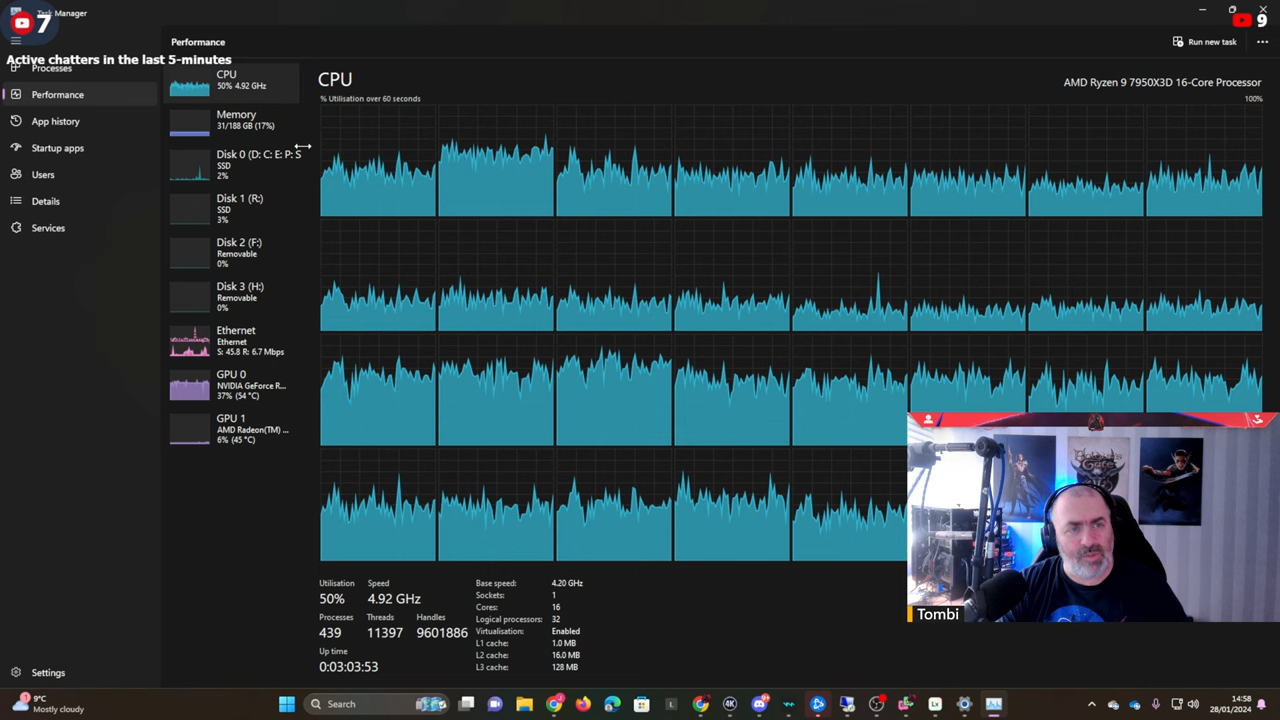 Task Manager
7
9
Active chatters in the last 5-minutes
Processes
Performance
App history
Startup apps
Users
Details
Services
Settings
Performance
Run new task
CPU
50% 4.92 GHz
Memory
31/188 GB (17%)
Disk 0 (D: C: E: P: S
SSD
2%
Disk 1 (R:)
SSD
3%
Disk 2 (F:)
Removable
0%
Disk 3 (H:)
Removable
0%
Ethernet
Ethernet
S: 45.8 R: 6.7 Mbps
GPU 0
NVIDIA GeForce R...
37% (54 °C)
GPU 1
AMD Radeon(TM) ...
6% (45 °C)
CPU
AMD Ryzen 9 7950X3D 16-Core Processor
% Utilisation over 60 seconds
100%
Utilisation
50%
Speed
4.92 GHz
Processes
439
Threads
11397
Handles
9601886
Up time
0:03:03:53
Base speed: 4.20 GHz
Sockets: 1
Cores: 16
Logical processors: 32
Virtualisation: Enabled
L1 cache: 1.0 MB
L2 cache: 16.0 MB
L3 cache: 128 MB
Tombi
9°C
Mostly cloudy
Search
14:58
28/01/2024